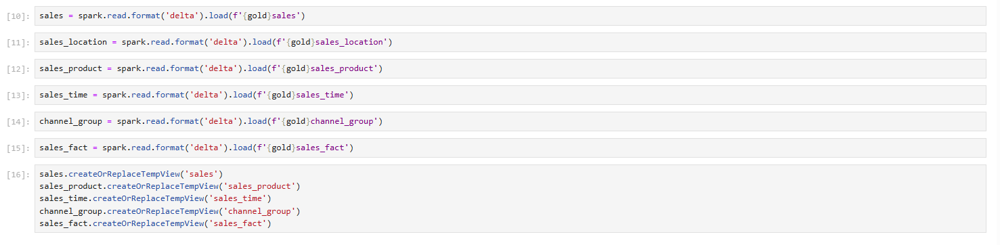 [10]: sales = spark.read.format('delta').load(f'{gold}sales')
[11]: sales_location = spark.read.format('delta').load(f'{gold}sales_location')
[12]: sales_product = spark.read.format('delta').load(f'{gold}sales_product')
[13]: sales_time = spark.read.format('delta').load(f'{gold}sales_time')
[14]: channel_group = spark.read.format('delta').load(f'{gold}channel_group')
[15]: sales_fact = spark.read.format('delta').load(f'{gold}sales_fact')
[16]: sales.createOrReplaceTempView('sales')
sales_product.createOrReplaceTempView('sales_product')
sales_time.createOrReplaceTempView('sales_time')
channel_group.createOrReplaceTempView('channel_group')
sales_fact.createOrReplaceTempView('sales_fact')